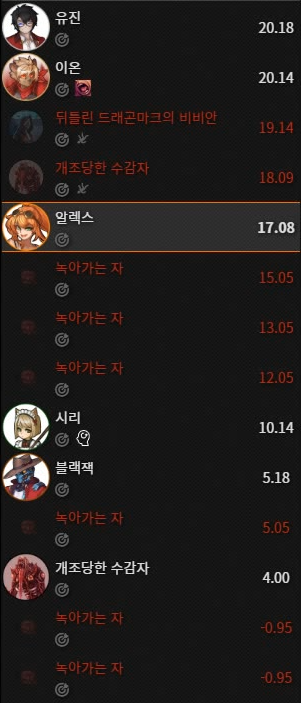 유진
20.18
이온
20.14
뒤틀린 드래곤마크의 비비안
19.14
개조당한 수감자
18.09
알렉스
17.08
녹아가는 자
15.05
녹아가는 자
13.05
녹아가는 자
12.05
시리
10.14
블랙잭
5.18
녹아가는 자
5.05
개조당한 수감자
4.00
녹아가는 자
-0.95
녹아가는 자
-0.95